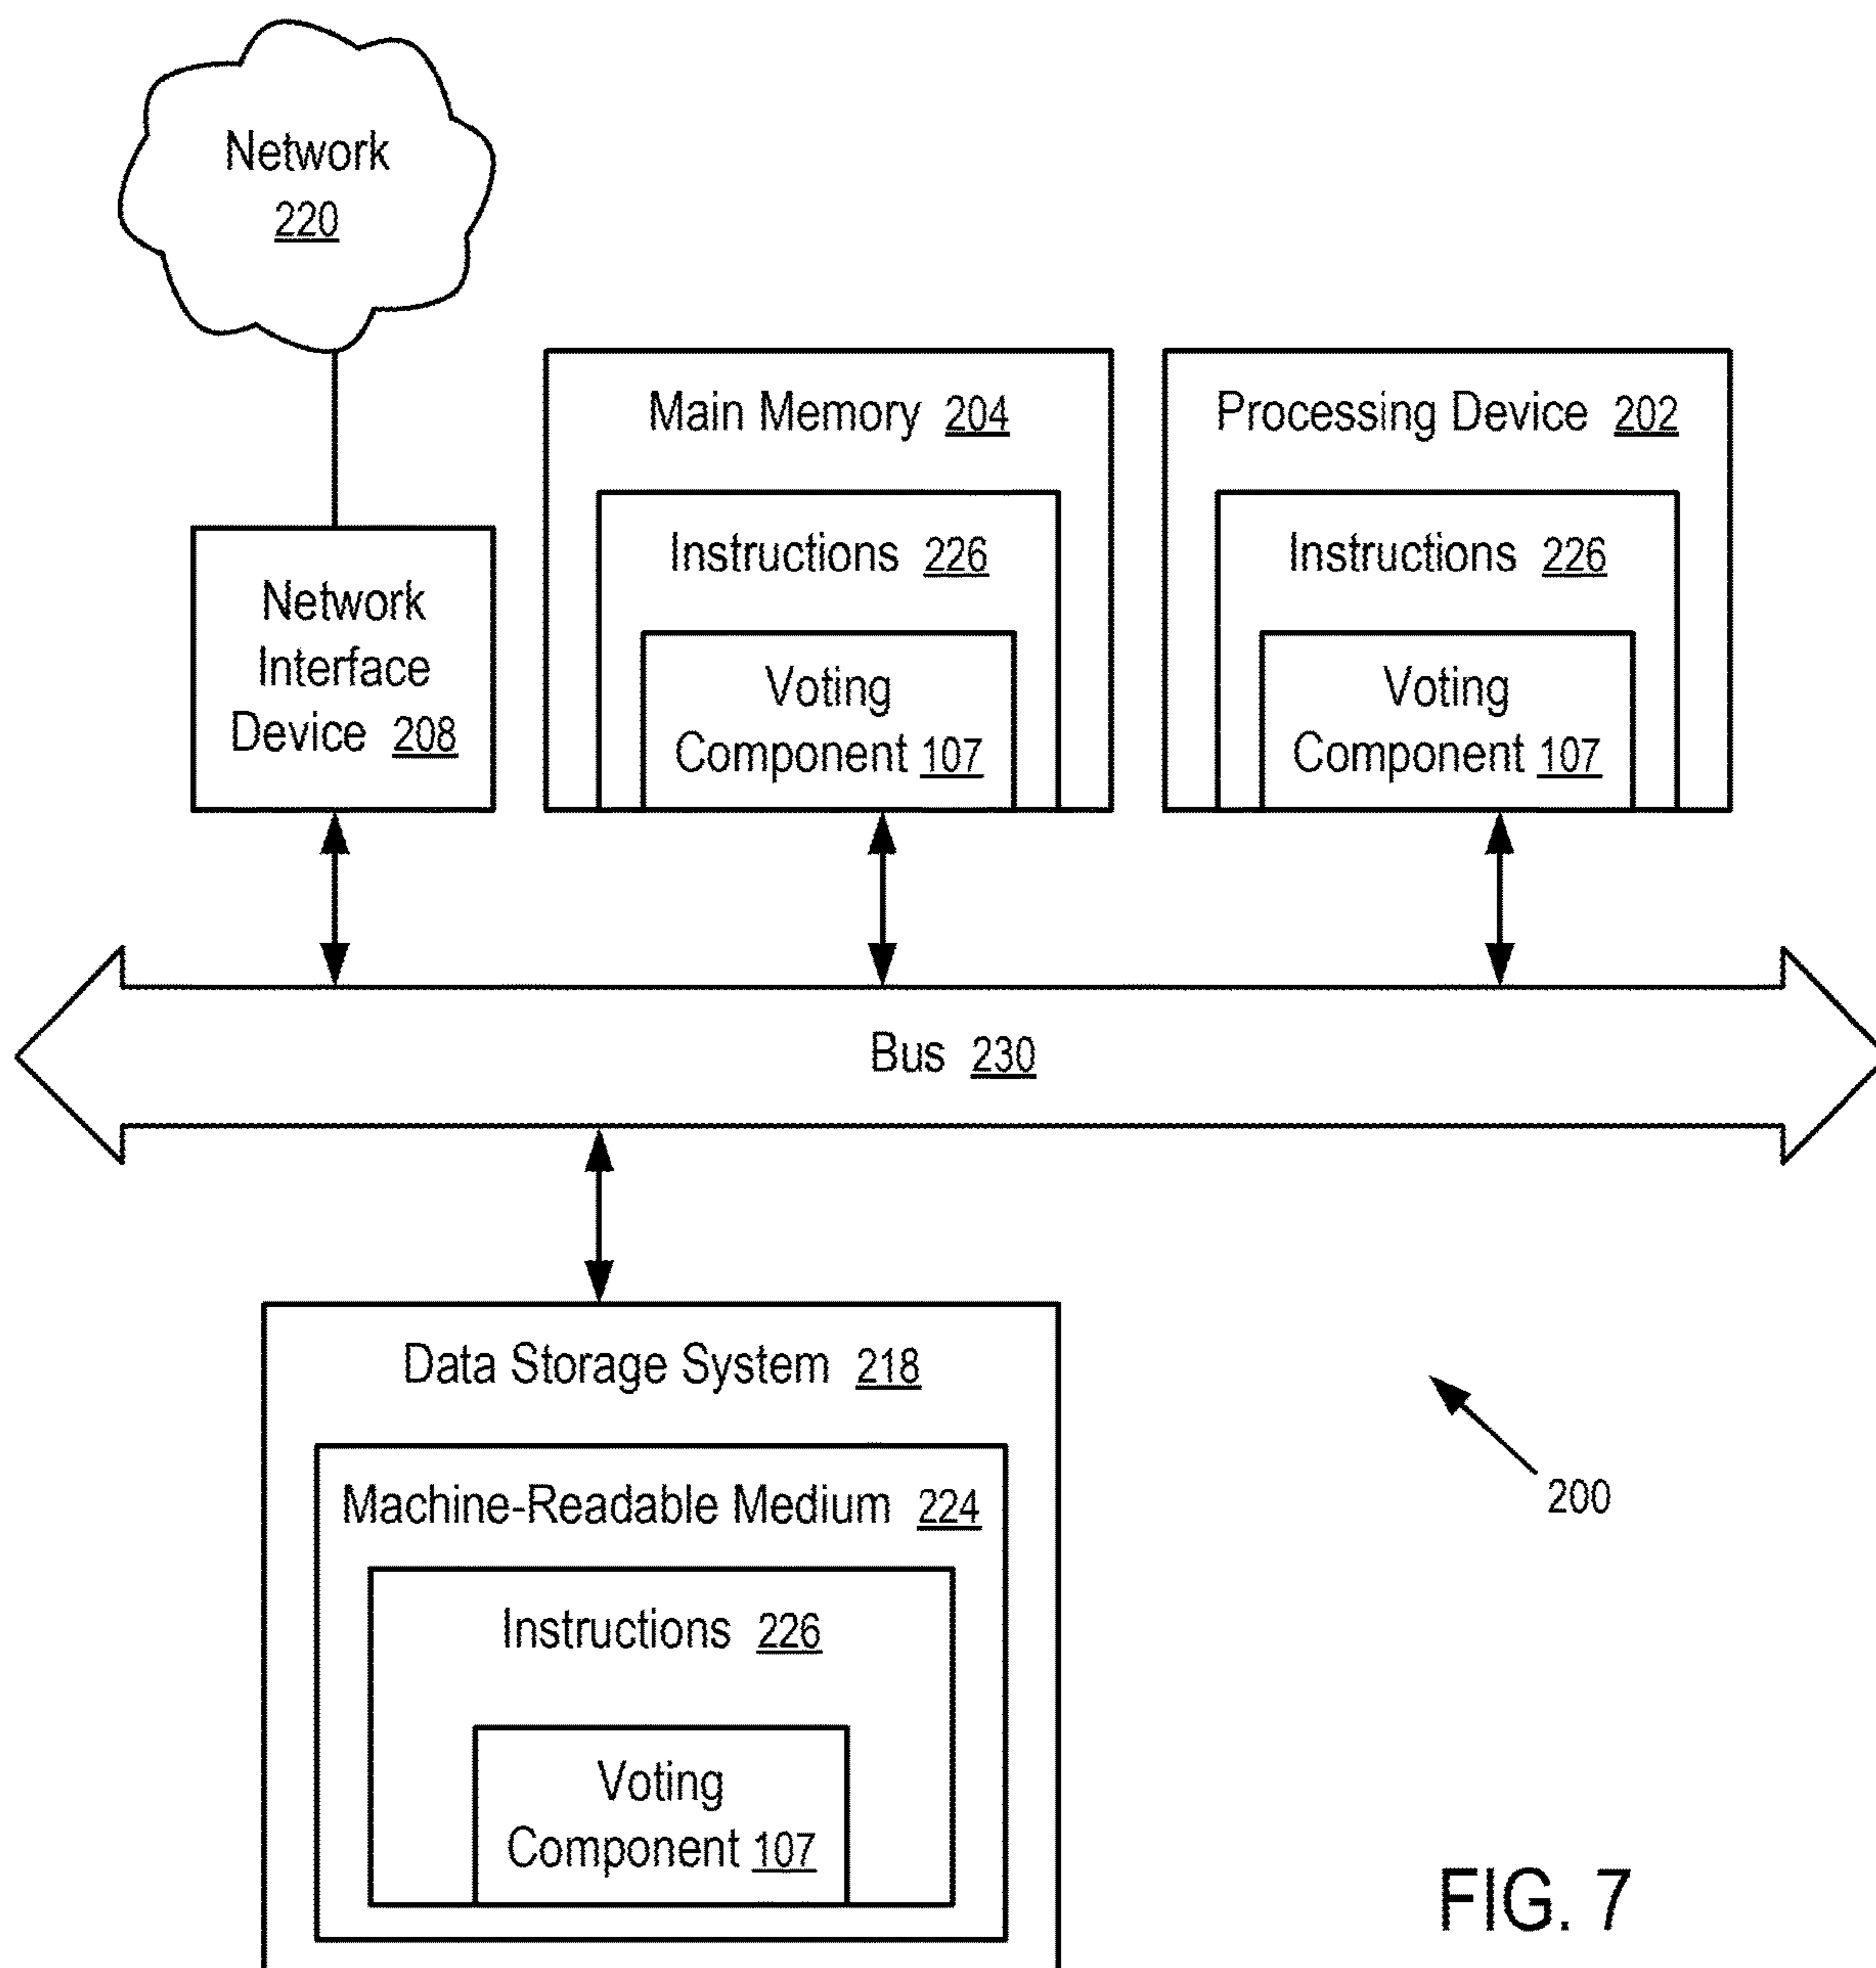 Network
220
Main Memory 204
Processing Device 202
Instructions 226
Instructions 226
Network
Interface
Device 208
Voting
Component 107
Voting
Component 107
Bus 230
Data Storage System 218
Machine-Readable Medium 224
200
Instructions 226
Voting
Component 107
FIG. 7